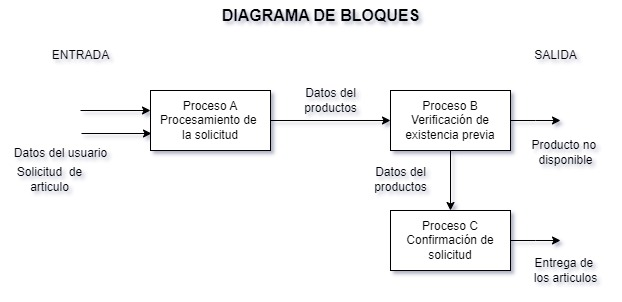 DIAGRAMA DE BLOQUES
ENTRADA
SALIDA
Proceso A
Procesamiento de
la solicitud
Datos del
productos
Proceso B
Verificación de
existencia previa
Datos del usuario
Solicitud de
articulo
Producto no
disponible
Datos del
productos
Proceso C
Confirmación de
solicitud
Entrega de
los articulos